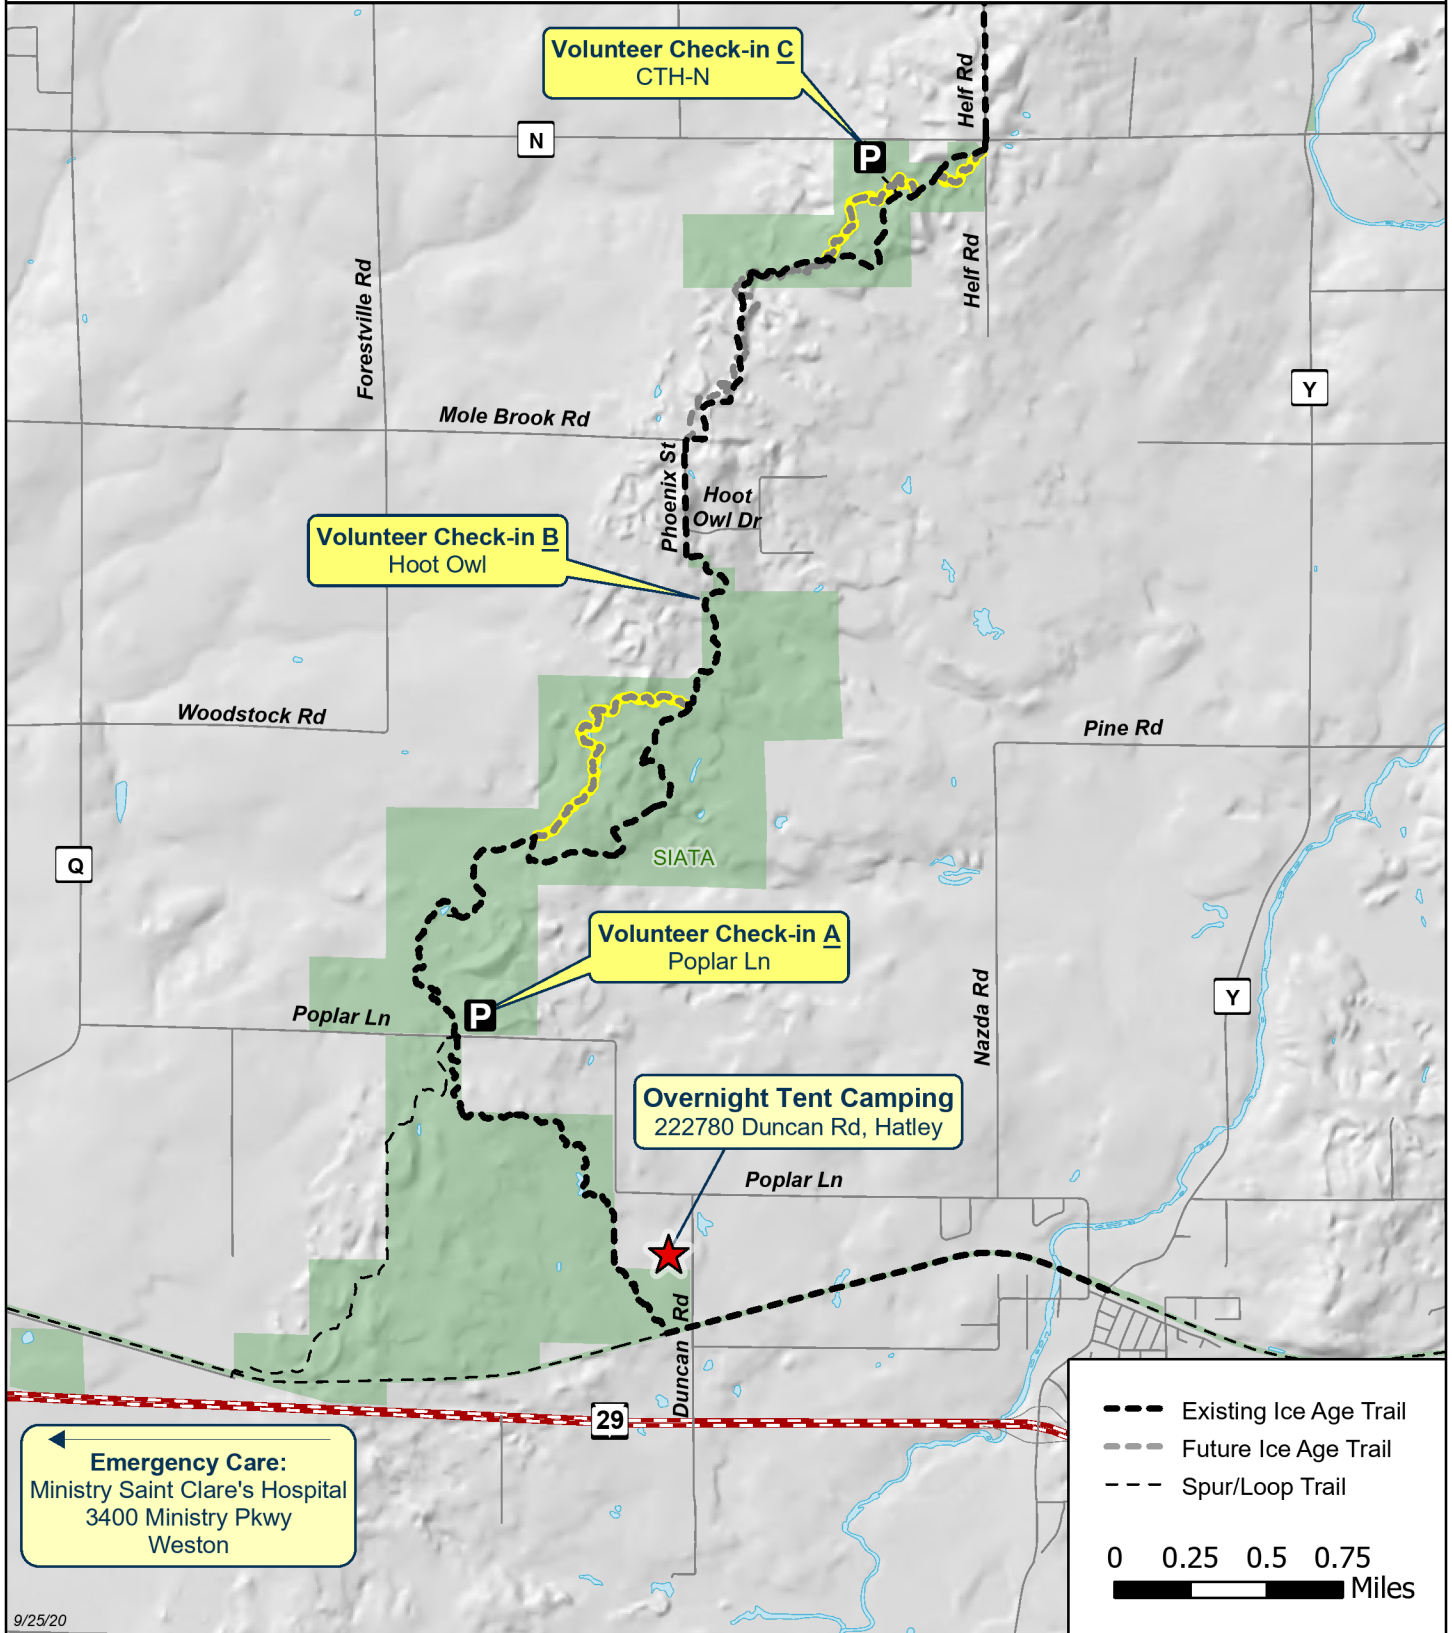 Volunteer Check-in C
CTH-N
Helf Rd
N
P
Helf Rd
Forestville Rd
Y
Mole Brook Rd
Phoenix St
Hoot
Owl Dr
Volunteer Check-in B
Hoot Owl
Woodstock Rd
Pine Rd
Q
SIATA
Volunteer Check-in A
Poplar Ln
Y
P
Poplar Ln
Nazda Rd
Overnight Tent Camping
222780 Duncan Rd, Hatley
Poplar Ln
Duncan Rd
29
Emergency Care:
Ministry Saint Clare's Hospital
3400 Ministry Pkwy
Weston
Existing Ice Age Trail
Future Ice Age Trail
Spur/Loop Trail
0 0.25 0.5 0.75
Miles
9/25/20